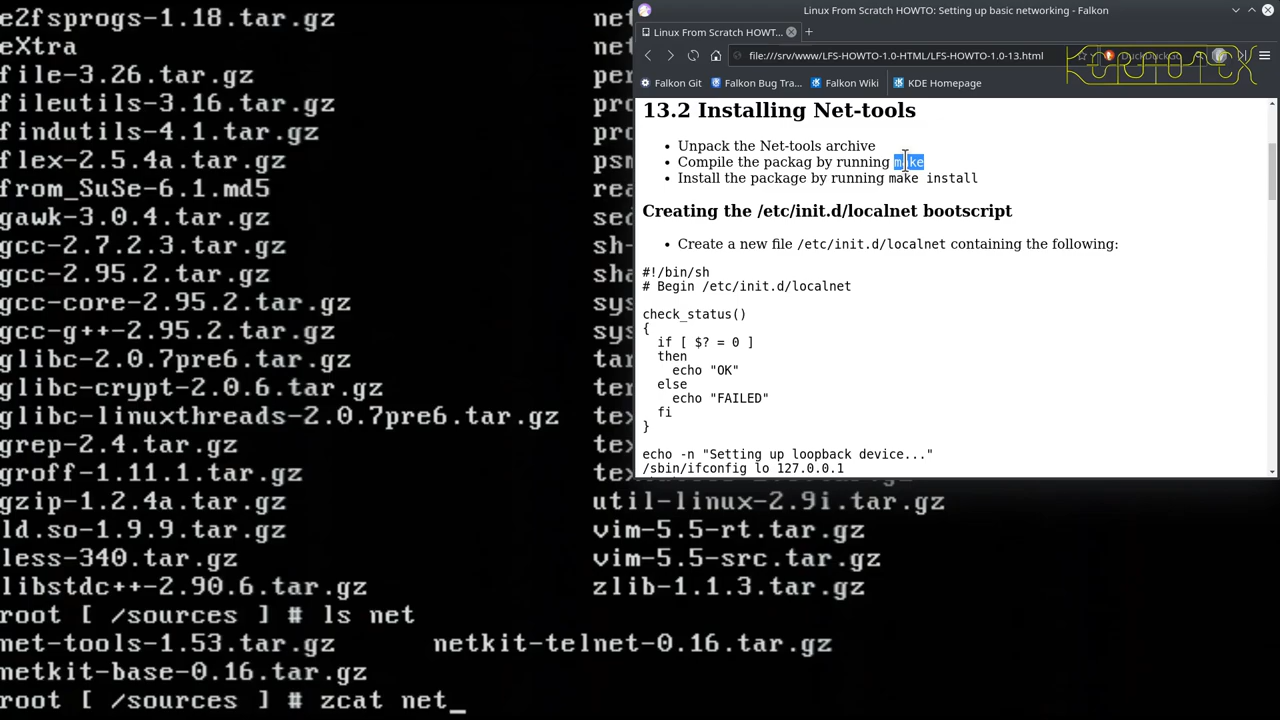 e2fsprogs-1.18.tar.gz
eXtra
file-3.26.tar.gz
fileutils-3.16.tar.gz
findutils-4.1.tar.gz
flex-2.5.4a.tar.gz
from_SuSe-6.1.md5
gawk-3.0.4.tar.gz
gcc-2.7.2.3.tar.gz
gcc-2.95.2.tar.gz
gcc-core-2.95.2.tar.gz
gcc-g++-2.95.2.tar.gz
glibc-2.0.7pre6.tar.gz
glibc-crypt-2.0.6.tar.gz
glibc-linuxthreads-2.0.7pre6.tar.gz
grep-2.4.tar.gz
groff-1.11.1.tar.gz
gzip-1.2.4a.tar.gz
util-linux-2.9i.tar.gz
ld.so-1.9.9.tar.gz
vim-5.5-rt.tar.gz
less-340.tar.gz
vim-5.5-src.tar.gz
libstdc++-2.90.6.tar.gz
zlib-1.1.3.tar.gz
root [ /sources ] # ls net
net-tools-1.53.tar.gz netkit-telnet-0.16.tar.gz
netkit-base-0.16.tar.gz
root [ /sources ] # zcat net_
Linux From Scratch HOWTO: Setting up basic networking - Falkon
Linux From Scratch HOWT...
file:///srv/www/LFS-HOWTO-1.0-HTML/LFS-HOWTO-1.0-13.html
Falkon Git Falkon Bug Tra... Falkon Wiki KDE Homepage
13.2 Installing Net-tools
• Unpack the Net-tools archive
• Compile the packag by running make
• Install the package by running make install
Creating the /etc/init.d/localnet bootscript
• Create a new file /etc/init.d/localnet containing the following:
#!/bin/sh
# Begin /etc/init.d/localnet
check_status()
{
if [ $? = 0 ]
then
echo "OK"
else
echo "FAILED"
fi
}
echo -n "Setting up loopback device..."
/sbin/ifconfig lo 127.0.0.1